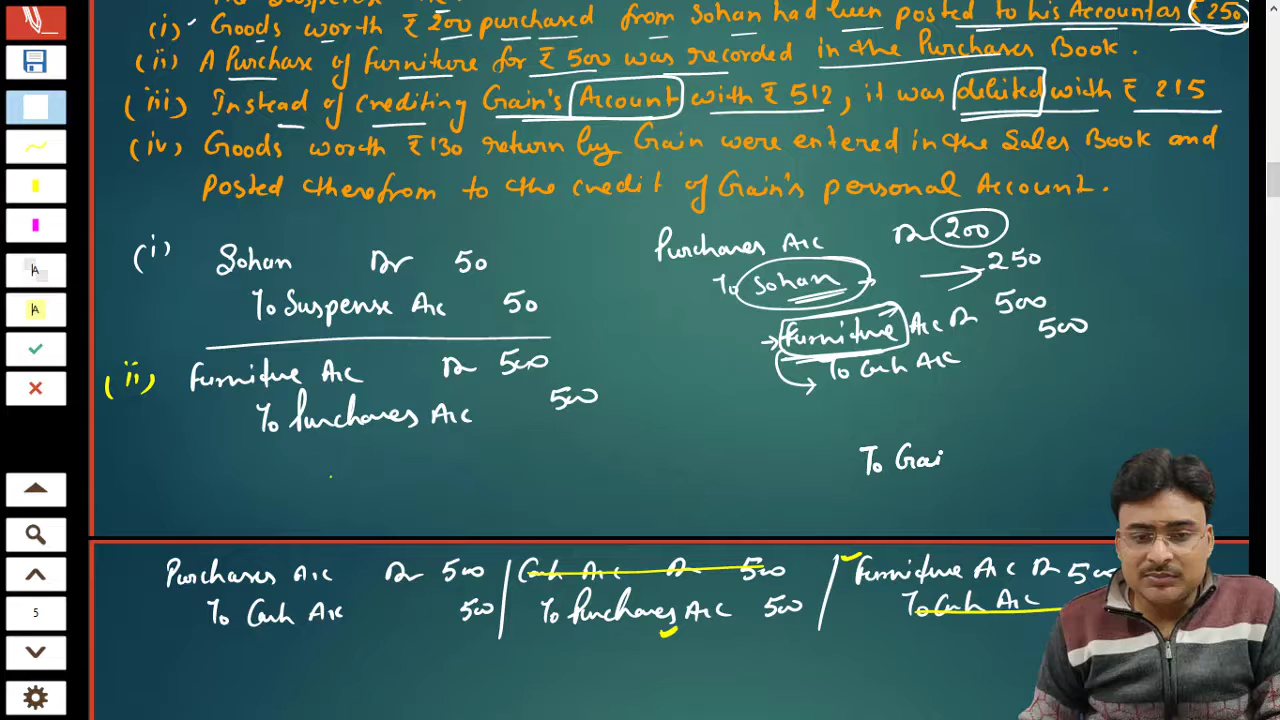 (i) Goods worth ₹ 200 purchased from Sohan had been posted to his Account as ₹ 250
(ii) A Purchase of furniture for ₹ 500 was recorded in the Purchases Book.
(iii) Instead of crediting Grain's Account with ₹ 512, it was debited with ₹ 215
(iv) Goods worth ₹ 130 return by Grain were entered in the Sales Book and
Posted therefrom to the credit of Grain's personal Account.
(i) Sohan Dr 50
To Suspense A/c 50
Purchases A/c Dr 200
To Sohan → 250
(ii) Furniture A/c Dr 500
To Purchases A/c 500
Furniture A/c Dr 500
To Cash A/c 500
To Grai
Purchases A/c Dr 500
To Cash A/c 500
Cash A/c Dr 500
To Purchases A/c 500
Furniture A/c Dr 500
To Cash A/c
A
A
5